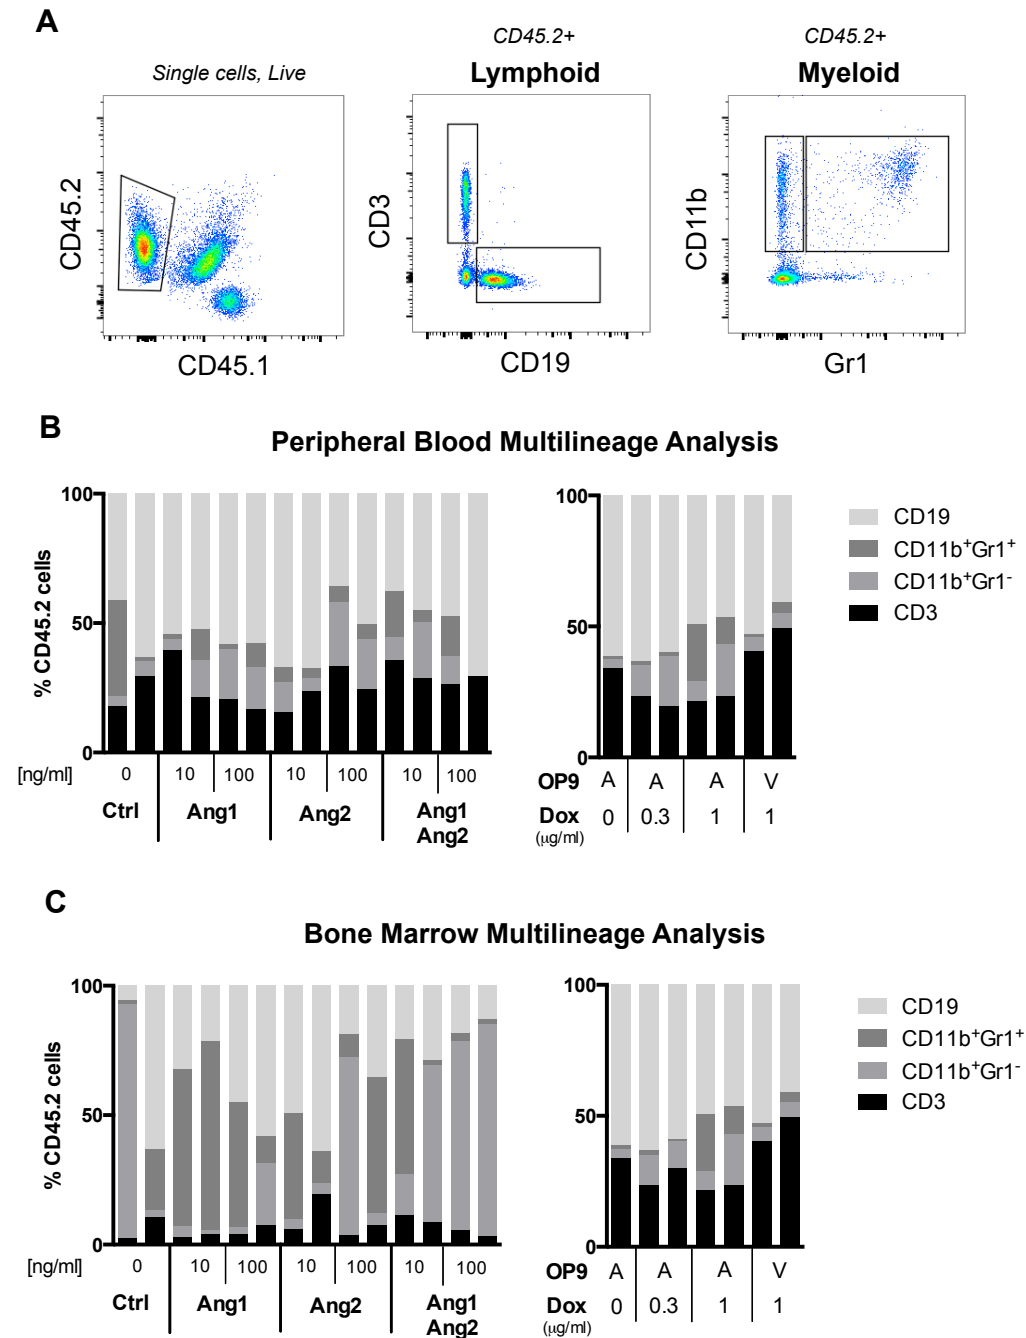 A
Single cells, Live
CD45.2
CD45.1
CD45.2+
Lymphoid
CD3
CD19
CD45.2+
Myeloid
CD11b
Gr1
B
Peripheral Blood Multilineage Analysis
% CD45.2 cells
100
50
0
[ng/ml] 0 10 100 10 100 10 100
Ctrl Ang1 Ang2 Ang1
Ang2
100
50
0
OP9 A A A V
Dox 0 0.3 1 1
(µg/ml)
CD19
CD11b⁺Gr1⁺
CD11b⁺Gr1⁻
CD3
C
Bone Marrow Multilineage Analysis
% CD45.2 cells
100
50
0
[ng/ml] 0 10 100 10 100 10 100
Ctrl Ang1 Ang2 Ang1
Ang2
100
50
0
OP9 A A A V
Dox 0 0.3 1 1
(µg/ml)
CD19
CD11b⁺Gr1⁺
CD11b⁺Gr1⁻
CD3